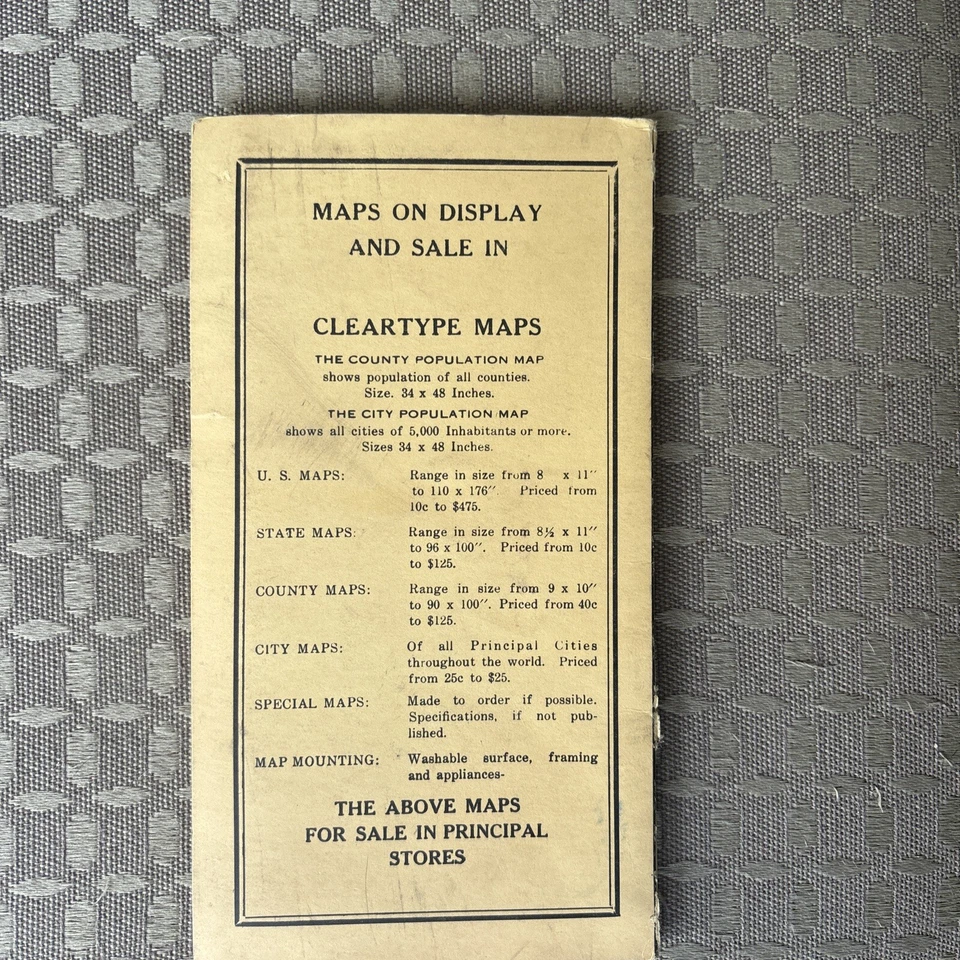 MAPS ON DISPLAY
AND SALE IN
CLEARTYPE MAPS
THE COUNTY POPULATION MAP
shows population of all counties.
Size. 34 x 48 Inches.
THE CITY POPULATION MAP
shows all cities of 5,000 Inhabitants or more.
Sizes 34 x 48 Inches.
U. S. MAPS: Range in size from 8 x 11″
to 110 x 176″. Priced from
10c to $475.
STATE MAPS: Range in size from 8½ x 11″
to 96 x 100″. Priced from 10c
to $125.
COUNTY MAPS: Range in size from 9 x 10″
to 90 x 100″. Priced from 40c
to $125.
CITY MAPS: Of all Principal Cities
throughout the world. Priced
from 25c to $25.
SPECIAL MAPS: Made to order if possible.
Specifications, if not pub-
lished.
MAP MOUNTING: Washable surface, framing
and appliances-
THE ABOVE MAPS
FOR SALE IN PRINCIPAL
STORES